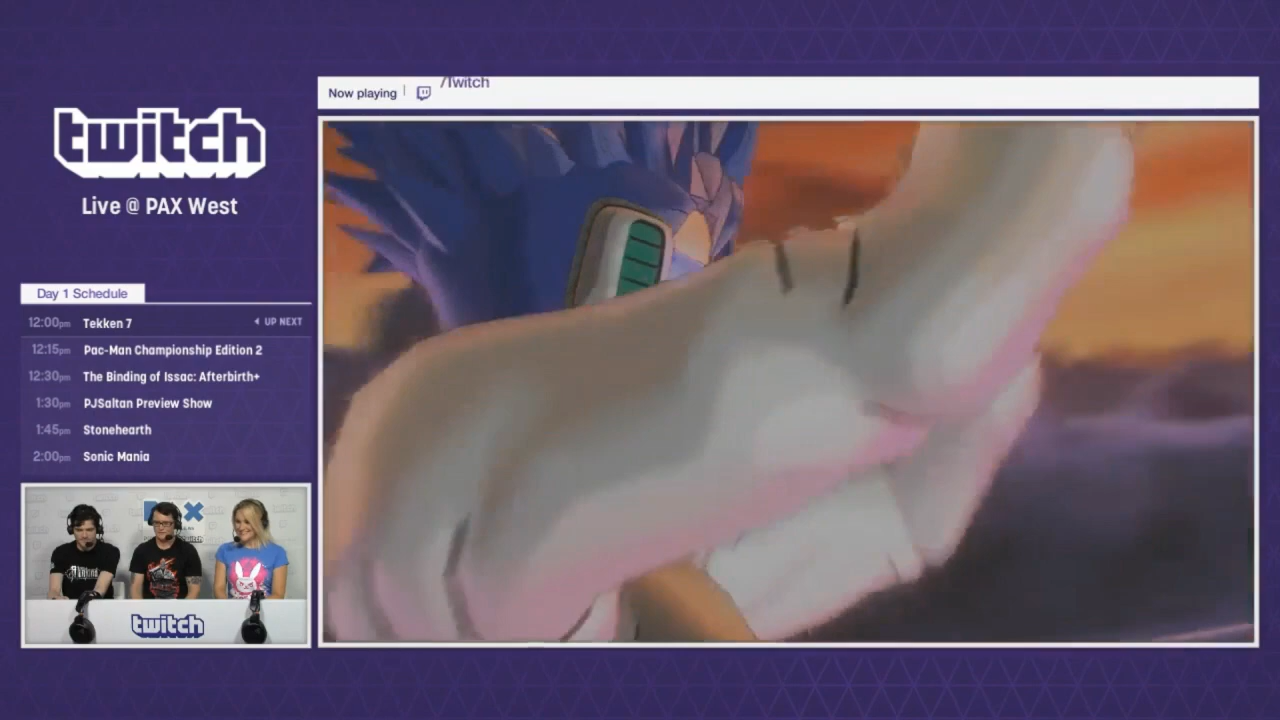 Now playing
/Twitch
twitch
Live @ PAX West
Day 1 Schedule
12:00pm Tekken 7 UP NEXT
12:15pm Pac-Man Championship Edition 2
12:30pm The Binding of Issac: Afterbirth+
1:30pm PJSaltan Preview Show
1:45pm Stonehearth
2:00pm Sonic Mania
twitch